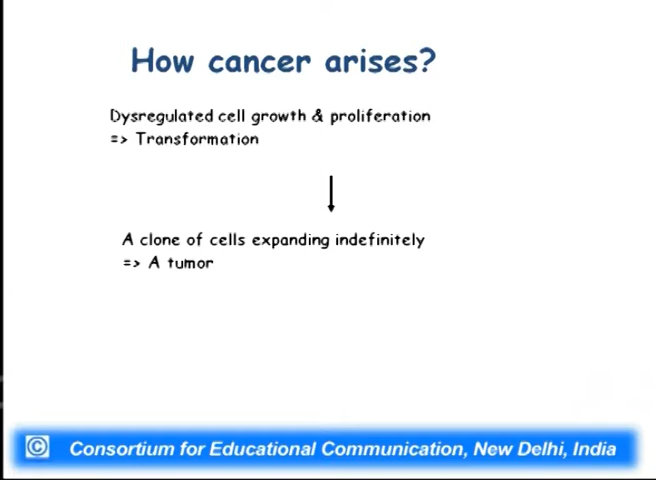 How cancer arises?
Dysregulated cell growth & proliferation
=> Transformation
A clone of cells expanding indefinitely
=> A tumor
© Consortium for Educational Communication, New Delhi, India